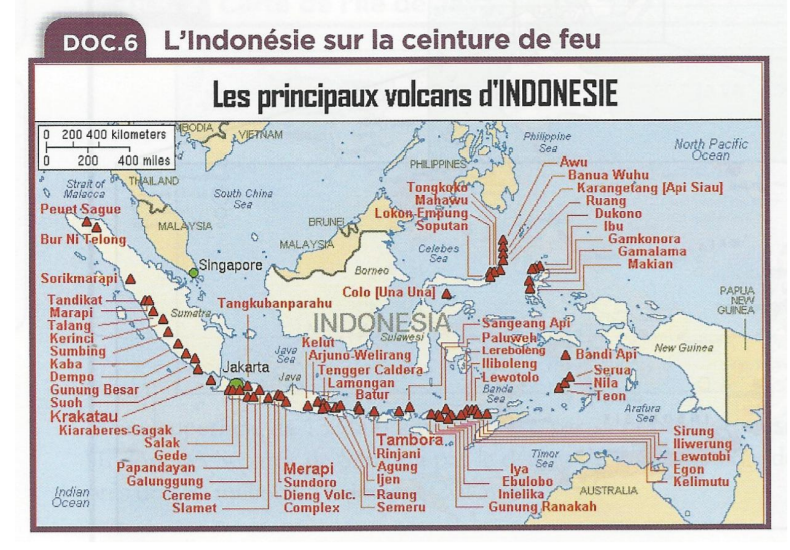 DOC.6 L'Indonésie sur la ceinture de feu
Les principaux volcans d'INDONESIE
0 200 400 kilometers
0 200 400 miles
BODIA
VIETNAM
THAILAND
Strait of
Malacca
South China
Sea
PHILIPPINES
Philippine
Sea
North Pacific
Ocean
MALAYSIA
BRUNEI
MALAYSIA
Singapore
Celebes
Sea
Borneo
Awu
Banua Wuhu
Karangetang [Api Siau]
Ruang
Dukono
Ibu
Gamkonora
Gamalama
Makian
Tongkoko
Mahawu
Lokon-Empung
Soputan
Colo [Una Una]
Peuet Sague
Bur Ni Telong
Sorikmarapi
Tandikat
Marapi
Talang
Kerinci
Sumbing
Kaba
Dempo
Gunung Besar
Suoh
Krakatau
Kiaraberes-Gagak
Salak
Gede
Papandayan
Galunggung
Cereme
Slamet
Sumatra
Tangkubanparahu
Jakarta
Java
Sea
Java
INDONESIA
Sulawesi
Kelut
Arjuno-Welirang
Tengger Caldera
Lamongan
Batur
Merapi
Sundoro
Dieng Volc.
Complex
Tambora
Rinjani
Agung
Ijen
Raung
Semeru
Sangeang Api
Paluweh
Lereboleng
Iliboleng
Lewotolo
Banda
Sea
Bandi Api
Serua
Nila
Teon
New Guinea
PAPUA
NEW
GUINEA
Arafura
Sea
Timor
Sea
Iya
Ebulobo
Inielika
Gunung Ranakah
Sirung
Iliwerung
Lewotobi
Egon
Kelimutu
AUSTRALIA
Indian
Ocean